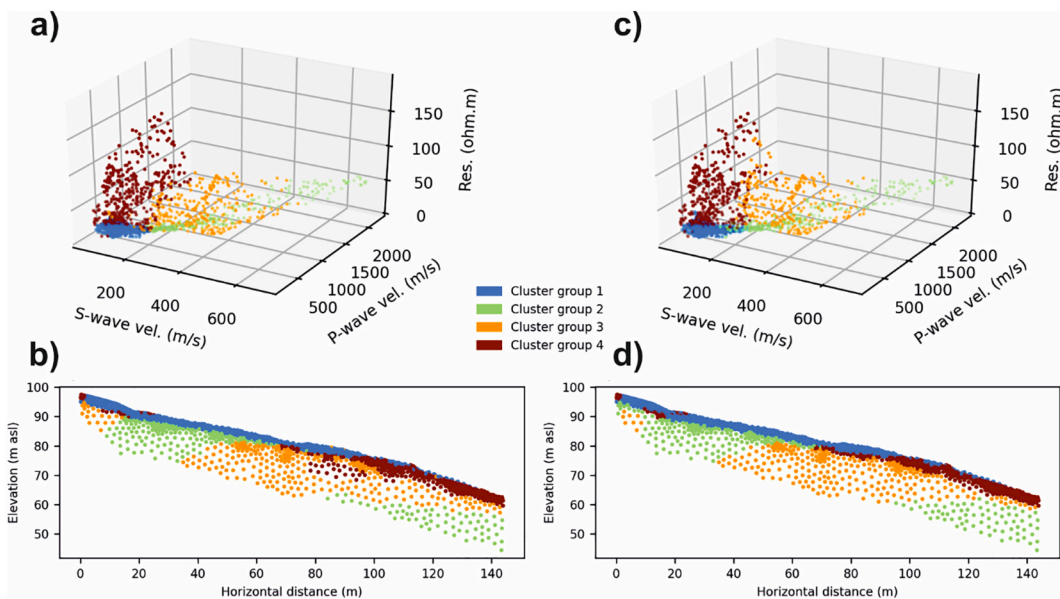 a)
c)
150
100
50
0
Res. (ohm.m)
2000
1500
1000
500
P-wave vel. (m/s)
200
400
600
S-wave vel. (m/s)
150
100
50
0
Res. (ohm.m)
2000
1500
1000
500
P-wave vel. (m/s)
200
400
600
S-wave vel. (m/s)
Cluster group 1
Cluster group 2
Cluster group 3
Cluster group 4
b)
100
90
80
70
60
50
Elevation (m asl)
0 20 40 60 80 100 120 140
Horizontal distance (m)
d)
100
90
80
70
60
50
Elevation (m asl)
0 20 40 60 80 100 120 140
Horizontal distance (m)